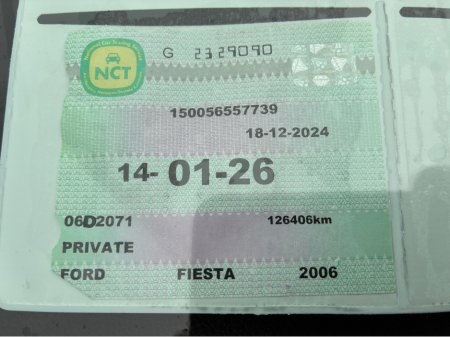 G 2329090
NCT
150056557739
18-12-2024
14-01-26
06D2071 126406km
PRIVATE
FORD FIESTA 2006